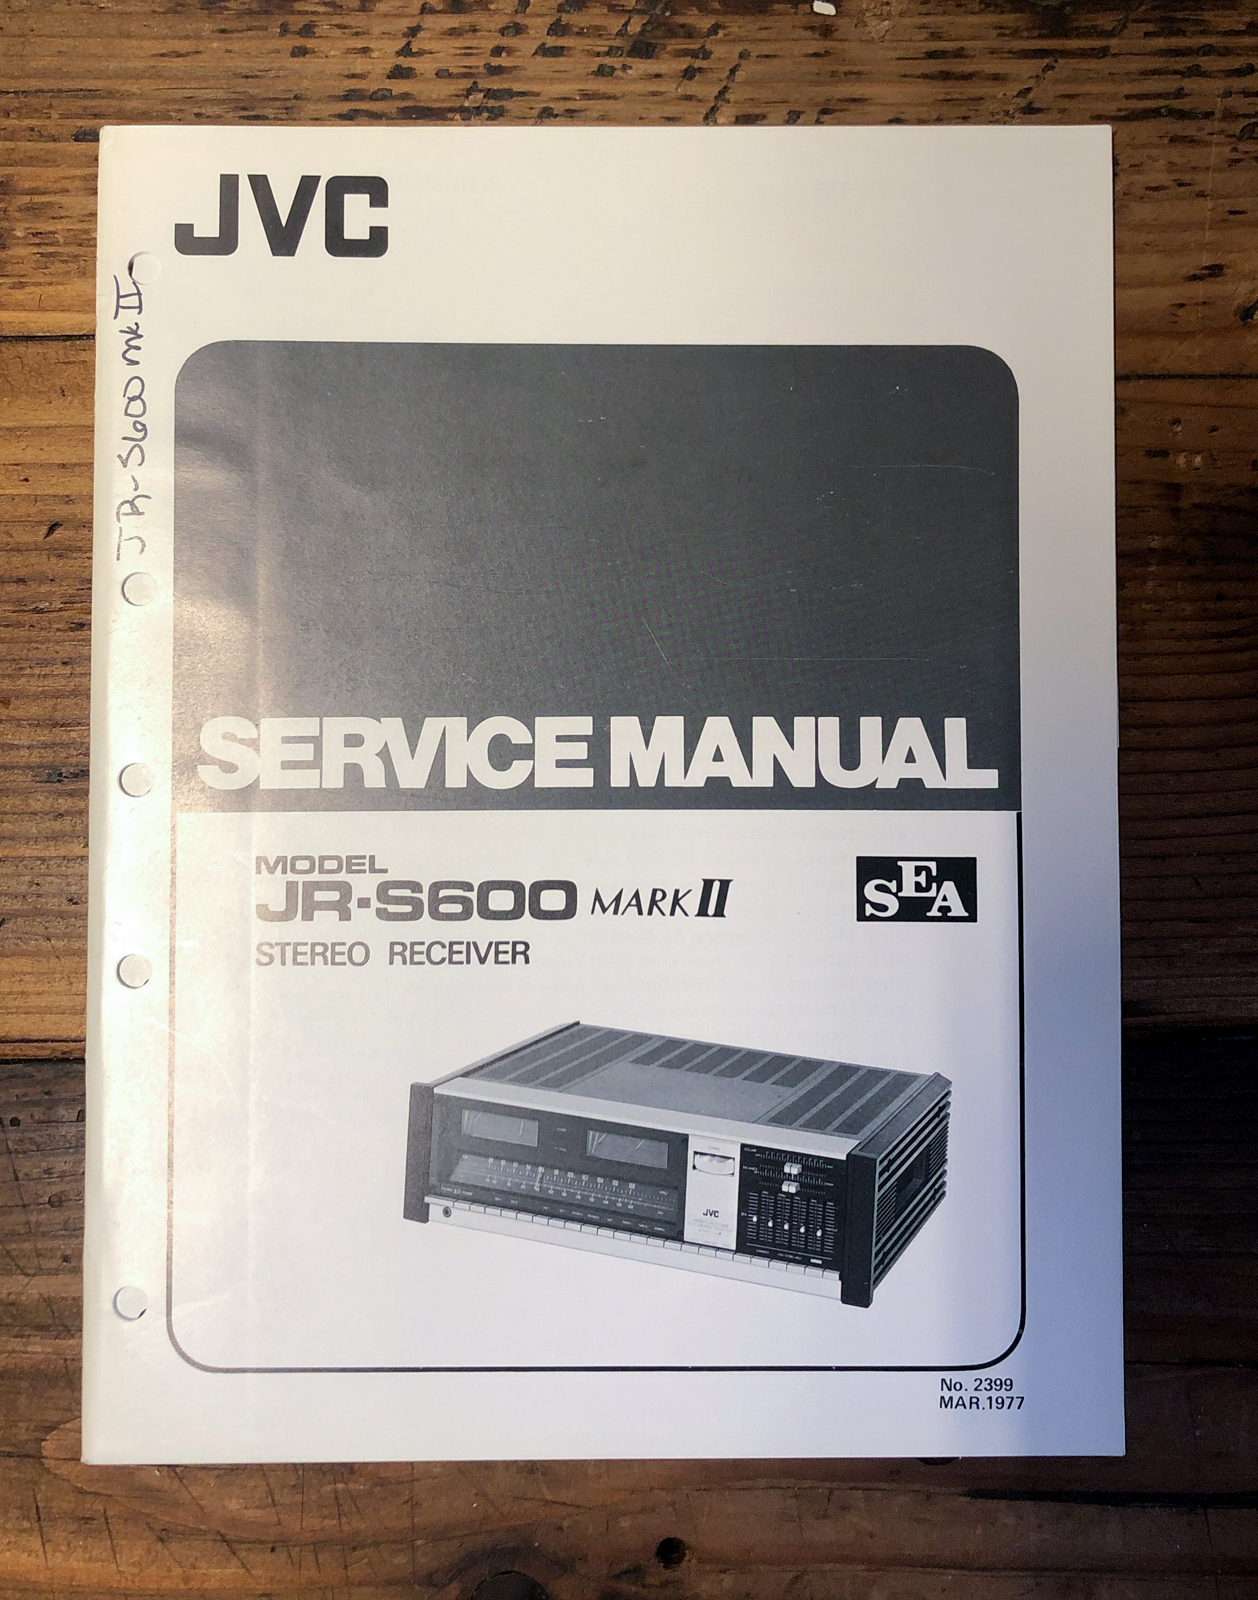 JVC
JR-S600 mk II
SERVICE MANUAL
MODEL
JR-S600 MARK II
SEA
STEREO RECEIVER
JVC
No. 2399
MAR.1977